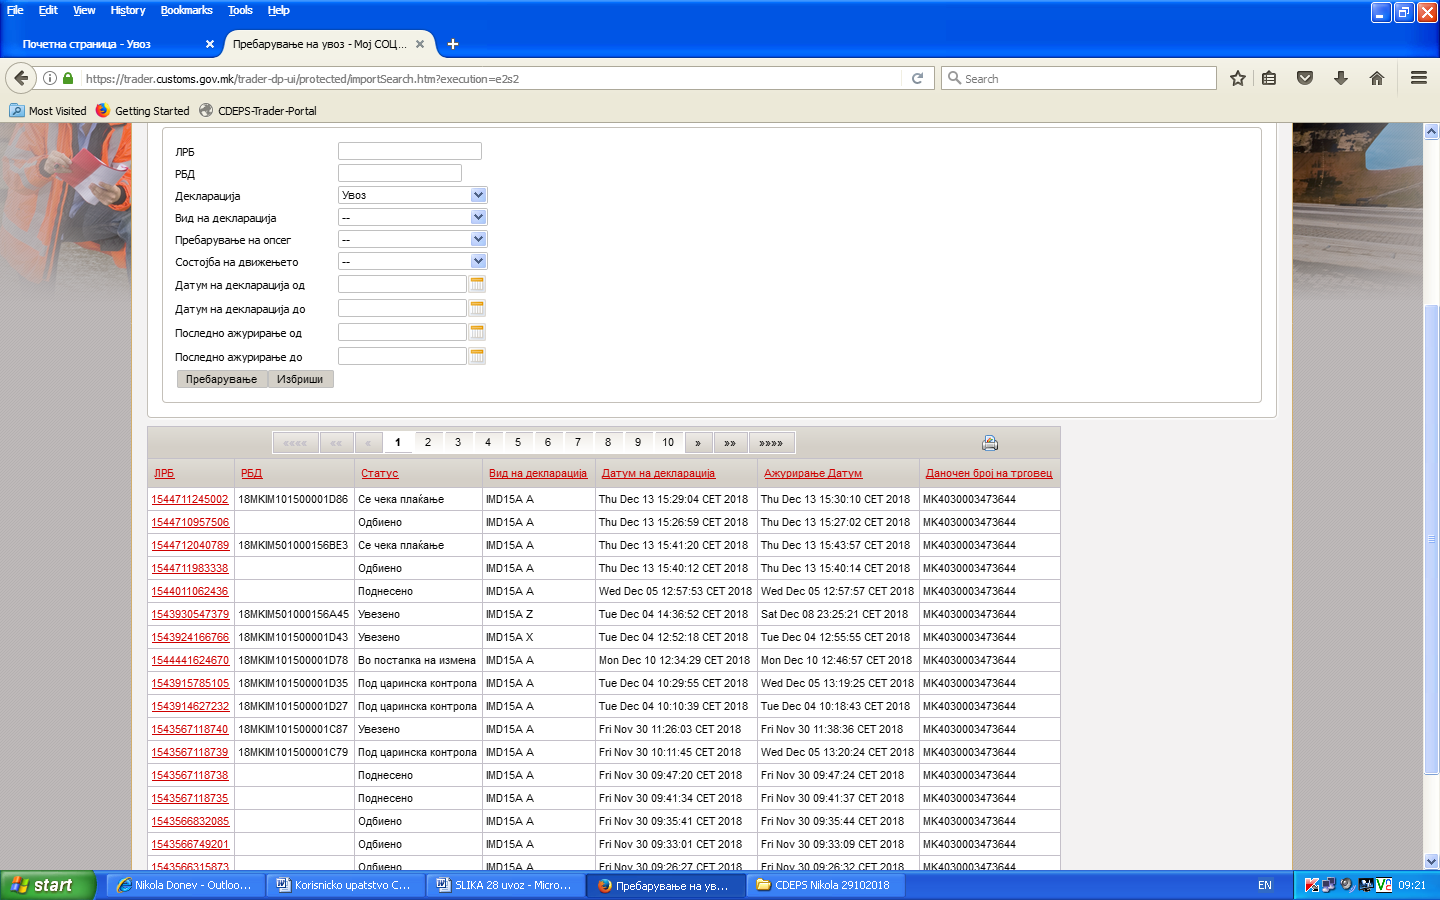 File Edit View History Bookmarks Tools Help
Почетна страница - Увоз Пребарување на увоз - Мој СОЦ...
https://trader.customs.gov.mk/trader-dp-ui/protected/importSearch.htm?execution=e2s2 Search
Most Visited Getting Started CDEPS-Trader-Portal
ЛРБ
РБД
Декларација Увоз
Вид на декларација --
Пребарување на опсег --
Состојба на движењето --
Датум на декларација од
Датум на декларација до
Последно ажурирање од
Последно ажурирање до
Пребарување Избриши
«««« «« « 1 2 3 4 5 6 7 8 9 10 » »» »»»»
ЛРБ РБД Статус Вид на декларација Датум на декларација Ажурирање Датум Даночен број на трговец
1544711245002 18MKIM101500001D86 Се чека плаќање IMD15A A Thu Dec 13 15:29:04 CET 2018 Thu Dec 13 15:30:10 CET 2018 MK4030003473644
1544710957506 Одбиено IMD15A A Thu Dec 13 15:26:59 CET 2018 Thu Dec 13 15:27:02 CET 2018 MK4030003473644
1544712040789 18MKIM501000156BE3 Се чека плаќање IMD15A A Thu Dec 13 15:41:20 CET 2018 Thu Dec 13 15:43:57 CET 2018 MK4030003473644
1544711983338 Одбиено IMD15A A Thu Dec 13 15:40:12 CET 2018 Thu Dec 13 15:40:14 CET 2018 MK4030003473644
1544011062436 Поднесено IMD15A A Wed Dec 05 12:57:53 CET 2018 Wed Dec 05 12:57:57 CET 2018 MK4030003473644
1543930547379 18MKIM501000156A45 Увезено IMD15A Z Tue Dec 04 14:36:52 CET 2018 Sat Dec 08 23:25:21 CET 2018 MK4030003473644
1543924166766 18MKIM101500001D43 Увезено IMD15A X Tue Dec 04 12:52:18 CET 2018 Tue Dec 04 12:55:55 CET 2018 MK4030003473644
1544441624670 18MKIM101500001D78 Во постапка на измена IMD15A A Mon Dec 10 12:34:29 CET 2018 Mon Dec 10 12:46:57 CET 2018 MK4030003473644
1543915785105 18MKIM101500001D35 Под царинска контрола IMD15A A Tue Dec 04 10:29:55 CET 2018 Wed Dec 05 13:19:25 CET 2018 MK4030003473644
1543914627232 18MKIM101500001D27 Под царинска контрола IMD15A A Tue Dec 04 10:10:39 CET 2018 Tue Dec 04 10:18:43 CET 2018 MK4030003473644
1543567118740 18MKIM101500001C87 Увезено IMD15A A Fri Nov 30 11:26:03 CET 2018 Fri Nov 30 11:38:36 CET 2018 MK4030003473644
1543567118739 18MKIM101500001C79 Под царинска контрола IMD15A A Fri Nov 30 10:11:45 CET 2018 Wed Dec 05 13:20:24 CET 2018 MK4030003473644
1543567118738 Поднесено IMD15A A Fri Nov 30 09:47:20 CET 2018 Fri Nov 30 09:47:24 CET 2018 MK4030003473644
1543567118735 Поднесено IMD15A A Fri Nov 30 09:41:34 CET 2018 Fri Nov 30 09:41:37 CET 2018 MK4030003473644
1543566832085 Одбиено IMD15A A Fri Nov 30 09:35:41 CET 2018 Fri Nov 30 09:35:44 CET 2018 MK4030003473644
1543566749201 Одбиено IMD15A A Fri Nov 30 09:33:01 CET 2018 Fri Nov 30 09:33:09 CET 2018 MK4030003473644
1543566315873 Одбиено IMD15A A Fri Nov 30 09:26:27 CET 2018 Fri Nov 30 09:26:32 CET 2018 MK4030003473644
start Nikola Donev - Outloo... Korisnicko upatstvo C... SLIKA 28 uvoz - Micro... Пребарување на ув... CDEPS Nikola 29102018 EN 09:21